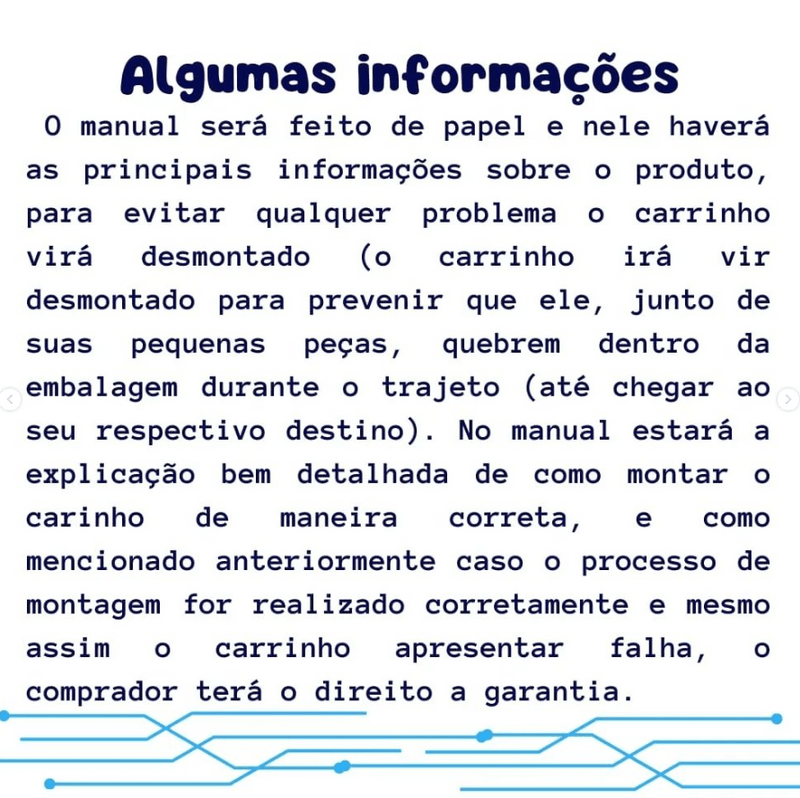 Algumas informações
O manual será feito de papel e nele haverá
as principais informações sobre o produto,
para evitar qualquer problema o carrinho
virá desmontado (o carrinho irá vir
desmontado para prevenir que ele, junto de
suas pequenas peças, quebrem dentro da
embalagem durante o trajeto (até chegar ao
seu respectivo destino). No manual estará a
explicação bem detalhada de como montar o
carinho de maneira correta, e como
mencionado anteriormente caso o processo de
montagem for realizado corretamente e mesmo
assim o carrinho apresentar falha, o
comprador terá o direito a garantia.